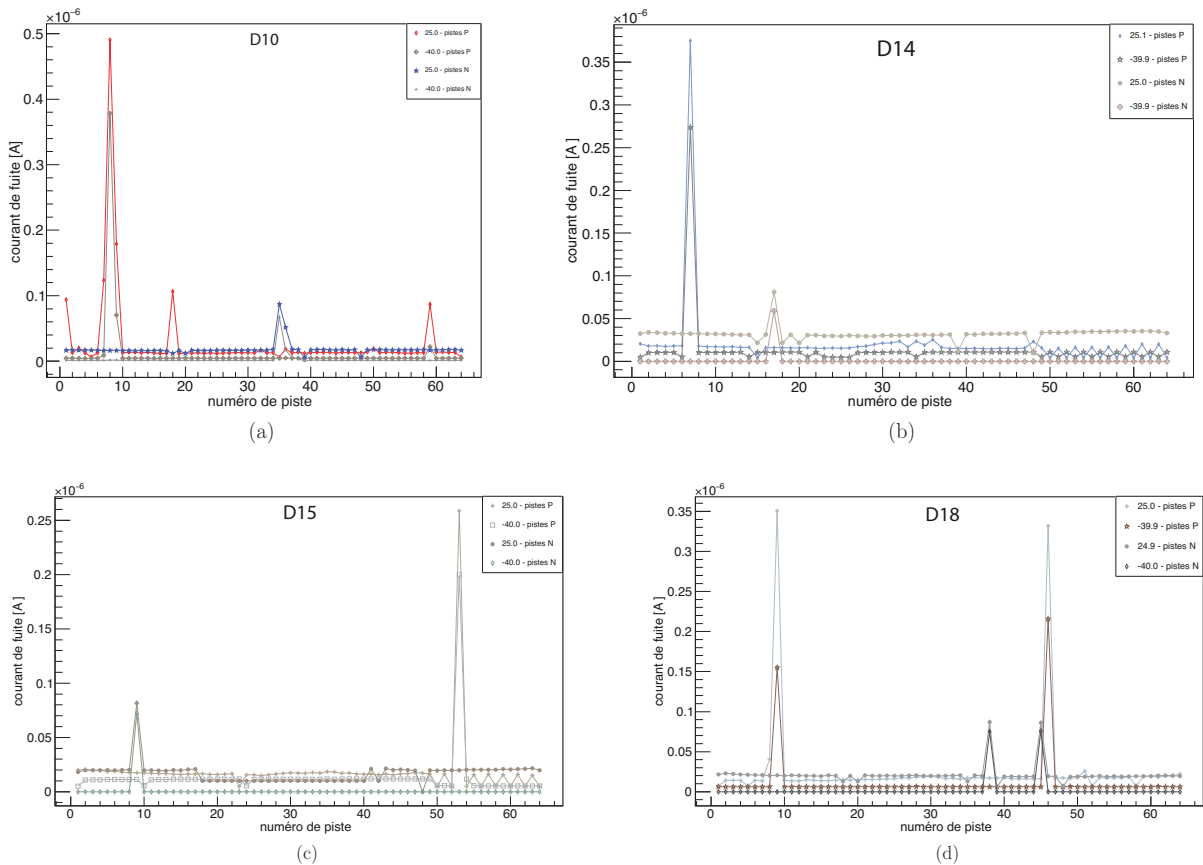 ×10⁻⁶
D10
25.0 - pistes P
-40.0 - pistes P
25.0 - pistes N
-40.0 - pistes N
courant de fuite [A]
0.5
0.4
0.3
0.2
0.1
0
0 10 20 30 40 50 60
numéro de piste
(a)
×10⁻⁶
D14
25.1 - pistes P
-39.9 - pistes P
25.0 - pistes N
-39.9 - pistes N
courant de fuite [A ]
0.35
0.3
0.25
0.2
0.15
0.1
0.05
0
0 10 20 30 40 50 60
numéro de piste
(b)
×10⁻⁶
D15
25.0 - pistes P
-40.0 - pistes P
25.0 - pistes N
-40.0 - pistes N
courant de fuite [A ]
0.25
0.2
0.15
0.1
0.05
0
0 10 20 30 40 50 60
numéro de piste
(c)
×10⁻⁶
D18
25.0 - pistes P
-39.9 - pistes P
24.9 - pistes N
-40.0 - pistes N
courant de fuite [A ]
0.35
0.3
0.25
0.2
0.15
0.1
0.05
0
0 10 20 30 40 50 60
numéro de piste
(d)